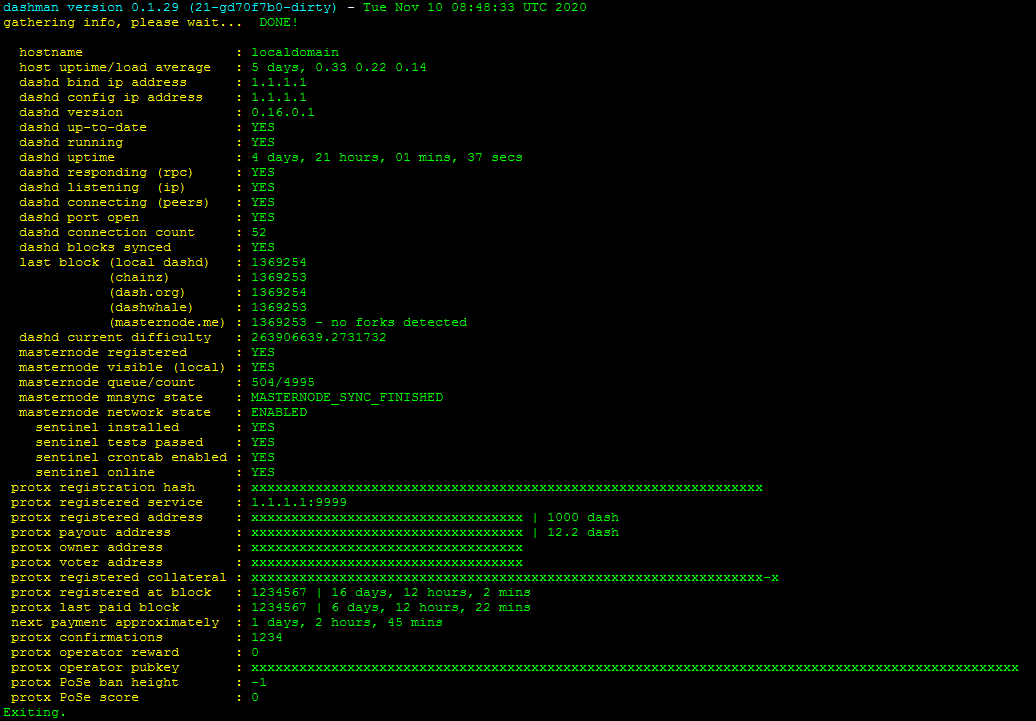 dashman version 0.1.29 (21-gd70f7b0-dirty) - Tue Nov 10 08:48:33 UTC 2020
gathering info, please wait... DONE!
hostname : localdomain
host uptime/load average : 5 days, 0.33 0.22 0.14
dashd bind ip address : 1.1.1.1
dashd config ip address : 1.1.1.1
dashd version : 0.16.0.1
dashd up-to-date : YES
dashd running : YES
dashd uptime : 4 days, 21 hours, 01 mins, 37 secs
dashd responding (rpc) : YES
dashd listening (ip) : YES
dashd connecting (peers) : YES
dashd port open : YES
dashd connection count : 52
dashd blocks synced : YES
last block (local dashd) : 1369254
(chainz) : 1369253
(dash.org) : 1369254
(dashwhale) : 1369253
(masternode.me) : 1369253 - no forks detected
dashd current difficulty : 263906639.2731732
masternode registered : YES
masternode visible (local) : YES
masternode queue/count : 504/4995
masternode mnsync state : MASTERNODE_SYNC_FINISHED
masternode network state : ENABLED
sentinel installed : YES
sentinel tests passed : YES
sentinel crontab enabled : YES
sentinel online : YES
protx registration hash : xxxxxxxxxxxxxxxxxxxxxxxxxxxxxxxxxxxxxxxxxxxxxxxxxxxxxxxxxxxxxxxx
protx registered service : 1.1.1.1:9999
protx registered address : xxxxxxxxxxxxxxxxxxxxxxxxxxxxxxxxxx | 1000 dash
protx payout address : xxxxxxxxxxxxxxxxxxxxxxxxxxxxxxxxxx | 12.2 dash
protx owner address : xxxxxxxxxxxxxxxxxxxxxxxxxxxxxxxxxx
protx voter address : xxxxxxxxxxxxxxxxxxxxxxxxxxxxxxxxxx
protx registered collateral : xxxxxxxxxxxxxxxxxxxxxxxxxxxxxxxxxxxxxxxxxxxxxxxxxxxxxxxxxxxxxxxx-x
protx registered at block : 1234567 | 16 days, 12 hours, 2 mins
protx last paid block : 1234567 | 6 days, 12 hours, 22 mins
next payment approximately : 1 days, 2 hours, 45 mins
protx confirmations : 1234
protx operator reward : 0
protx operator pubkey : xxxxxxxxxxxxxxxxxxxxxxxxxxxxxxxxxxxxxxxxxxxxxxxxxxxxxxxxxxxxxxxxxxxxxxxxxxxxxxxxxxxxxxxxxxxxxxxx
protx PoSe ban height : -1
protx PoSe score : 0
Exiting.